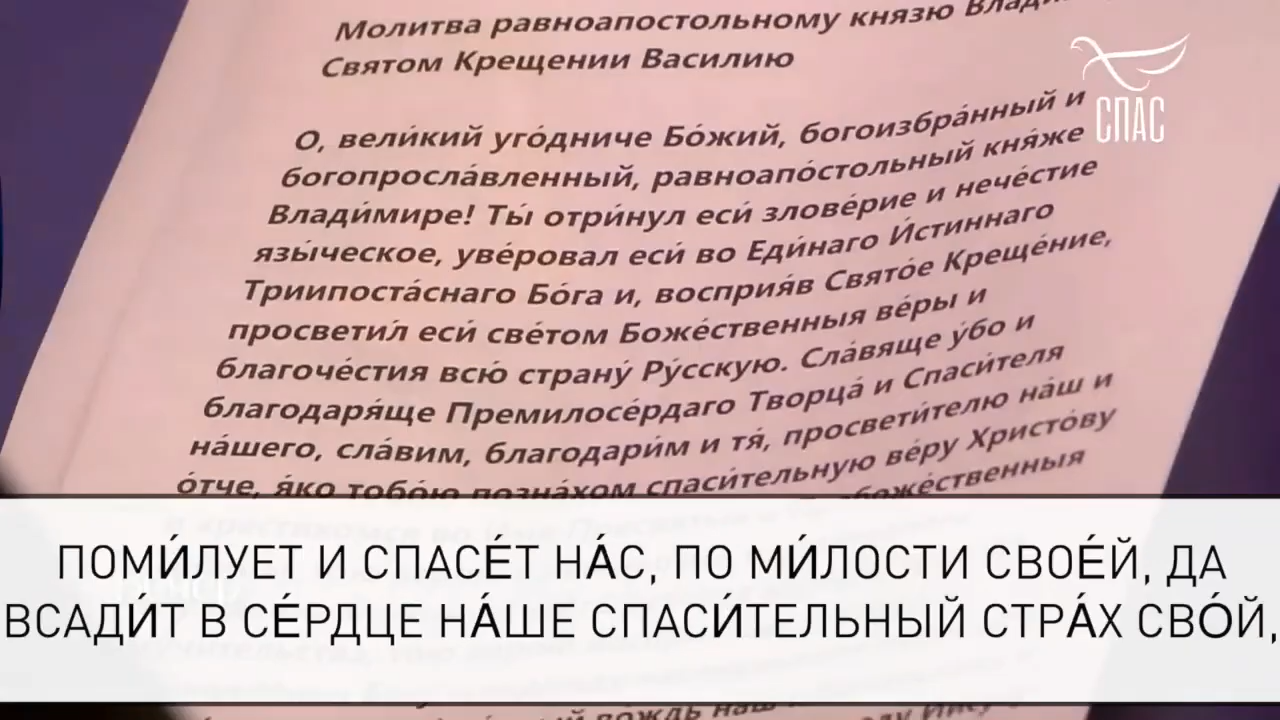 Молитва равноапостольному князю
Святом Крещении Василию
СПАС
О, вели́кий уго́дниче Бо́жий, богоизбра́нный и
богопросла́вленный, равноапо́стольный кня́же
Влади́мире! Ты́ отри́нул еси́ злове́рие и нече́стие
язы́ческое, уве́ровал еси́ во Еди́наго И́стиннаго
Триипоста́снаго Бо́га и, восприя́в Свято́е Креще́ние,
просвети́л еси́ све́том Боже́ственныя ве́ры и
благоче́стия всю́ страну́ Ру́сскую. Сла́вяще у́бо и
благодаря́ще Премилосе́рдаго Творца́ и Спаси́теля
на́шего, сла́вим, благодари́м и тя́, просвети́телю на́ш и
о́тче, я́ко тобо́ю позна́хом спаси́тельную ве́ру Христо́ву
ПОМИ́ЛУЕТ И СПАСЕ́Т НА́С, ПО МИ́ЛОСТИ СВОЕ́Й, ДА
ВСАДИ́Т В СЕ́РДЦЕ НА́ШЕ СПАСИ́ТЕЛЬНЫЙ СТРА́Х СВО́Й,